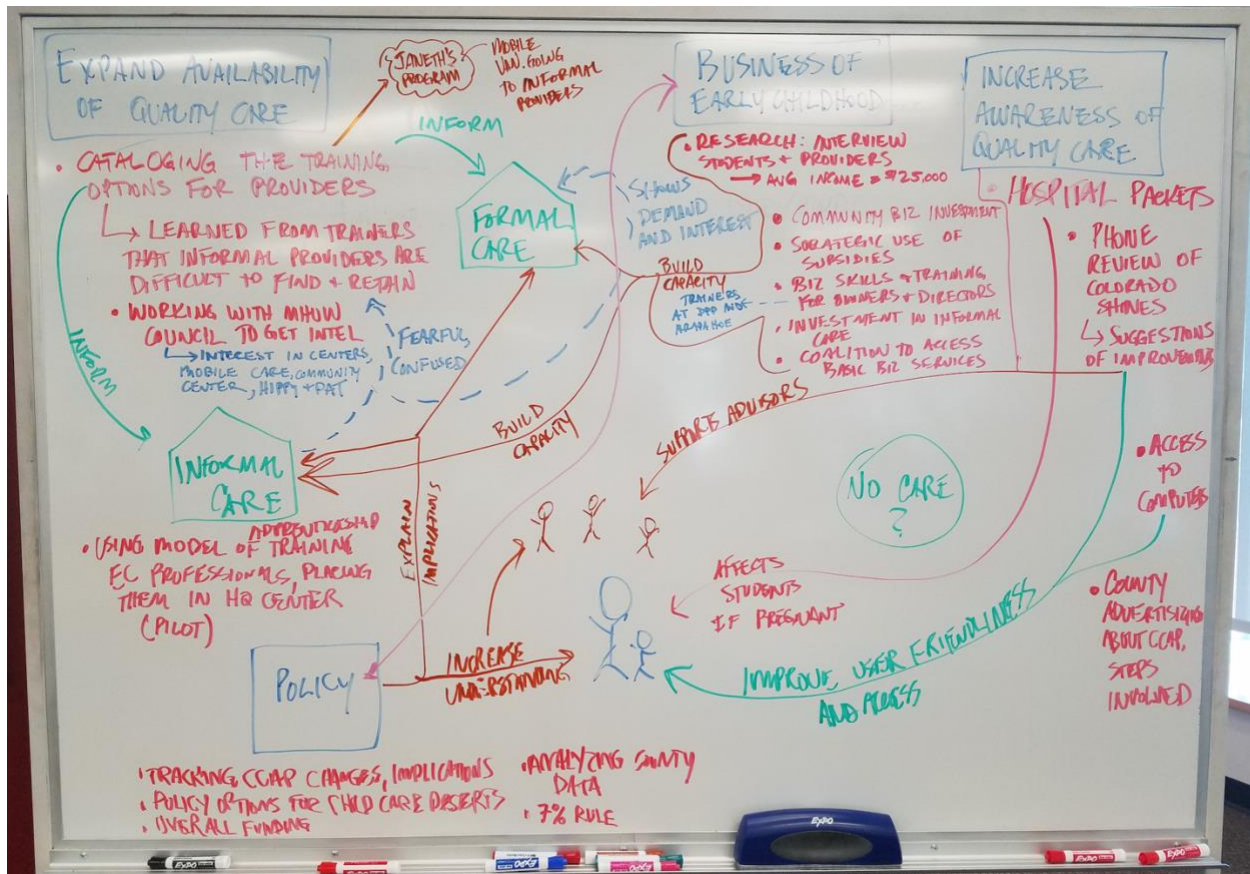 EXPAND AVAILABILITY
OF QUALITY CARE
JANETH'S
PROGRAM
MOBILE
VAN GOING
TO INFORMAL
PROVIDERS
INFORM
• CATALOGING THE TRAINING
OPTIONS FOR PROVIDERS
LEARNED FROM TRAINERS
THAT INFORMAL PROVIDERS ARE
DIFFICULT TO FIND + RETAIN
• WORKING WITH MHUW
COUNCIL TO GET INTEL
INTEREST IN CENTERS,
MOBILE CARE, COMMUNITY
CENTER, HIPPY + PAT
INFORM
FEARFUL,
CONFUSED
FORMAL
CARE
SHOWS
DEMAND
AND INTEREST
BUILD
CAPACITY
TRAINERS
AT
BUILD
CAPACITY
INFORMAL
CARE
APPRENTICESHIP
• USING MODEL OF TRAINING
EC PROFESSIONALS, PLACING
THEM IN HQ CENTER
(PILOT)
EXPLAIN
IMPLICATIONS
BUSINESS OF
EARLY CHILDHOOD
• RESEARCH: INTERVIEW
STUDENTS + PROVIDERS
→ AVG INCOME = $25,000
• COMMUNITY BIZ INVESTMENT
• STRATEGIC USE OF
SUBSIDIES
• BIZ SKILLS + TRAINING
FOR OWNERS + DIRECTORS
• INVESTMENT IN INFORMAL
CARE
• COALITION TO ACCESS
BASIC BIZ SERVICES
SUPPORTS ADVISORS
INCREASE
AWARENESS OF
QUALITY CARE
• HOSPITAL PACKETS
• PHONE
REVIEW OF
COLORADO
SHINES
SUGGESTIONS
OF IMPROVEMENTS
• ACCESS
TO
COMPUTERS
• COUNTY
ADVERTISING
ABOUT CCAP,
STEPS
INVOLVED
NO CARE
?
AFFECTS
STUDENTS
IF PREGNANT
IMPROVE USER FRIENDLINESS
AND ACCESS
POLICY
INCREASE
UNDERSTANDING
• TRACKING CCAP CHANGES, IMPLICATIONS
• POLICY OPTIONS FOR CHILD CARE DESERTS
• OVERALL FUNDING
• ANALYZING COUNTY
DATA
• 7% RULE
EXPO
EXPO
EXPO
EXPO
EXPO
EXPO
EXPO